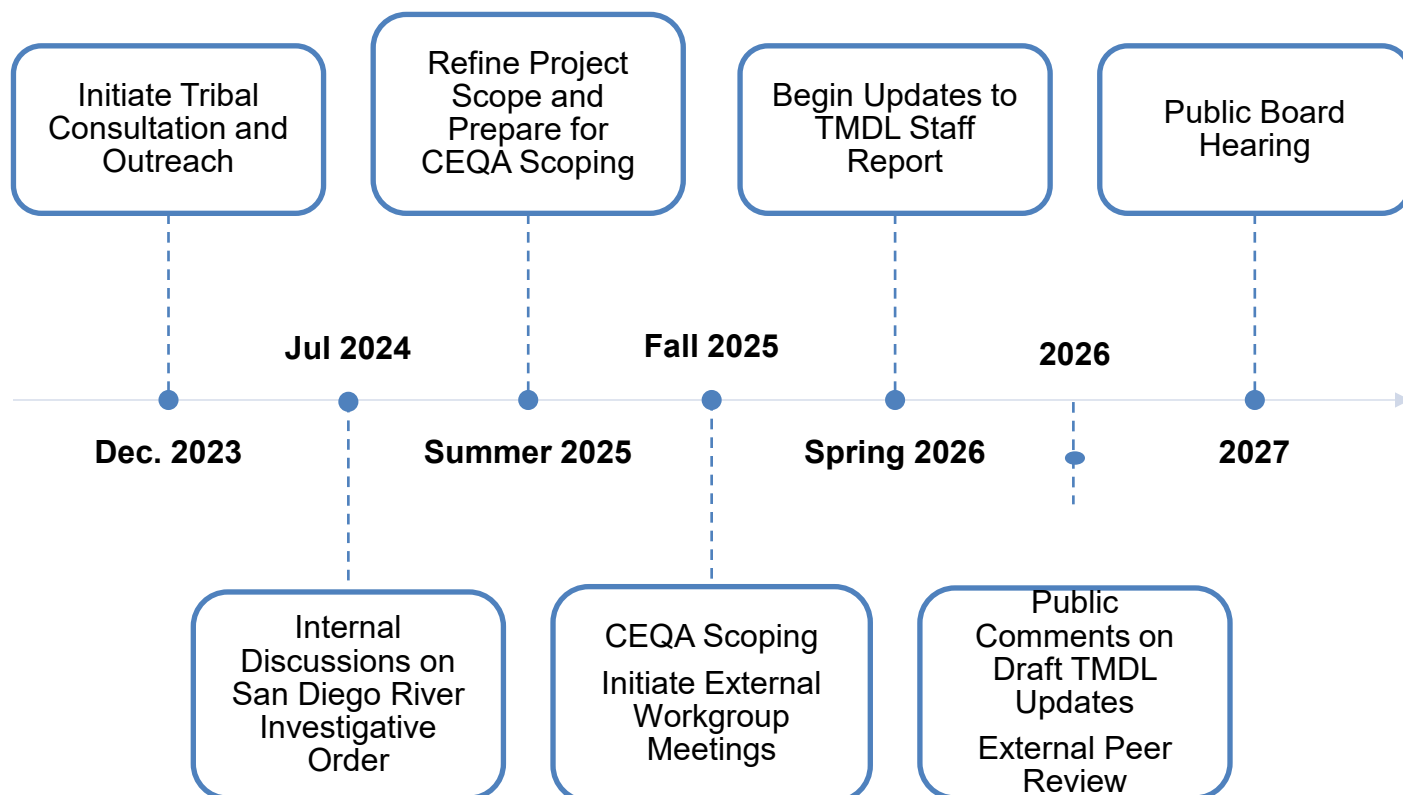 Initiate Tribal
Consultation and
Outreach
Refine Project
Scope and
Prepare for
CEQA Scoping
Begin Updates to
TMDL Staff
Report
Public Board
Hearing
Jul 2024
Fall 2025
2026
Dec. 2023
Summer 2025
Spring 2026
2027
Internal
Discussions on
San Diego River
Investigative
Order
CEQA Scoping
Initiate External
Workgroup
Meetings
Public
Comments on
Draft TMDL
Updates
External Peer
Review